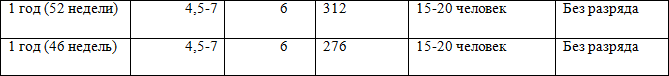 1 год (52 недели) 4,5-7 6 312 15-20 человек Без разряда
1 год (46 недель) 4,5-7 6 276 15-20 человек Без разряда